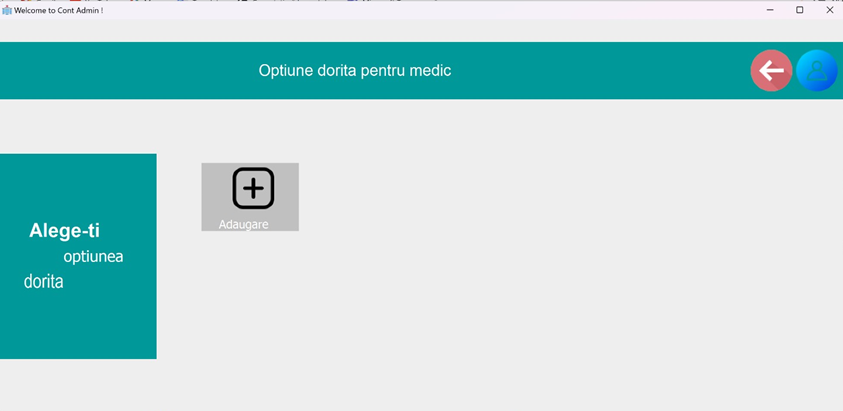 Welcome to Cont Admin !
Optiune dorita pentru medic
Adaugare
Alege-ti
optiunea
dorita